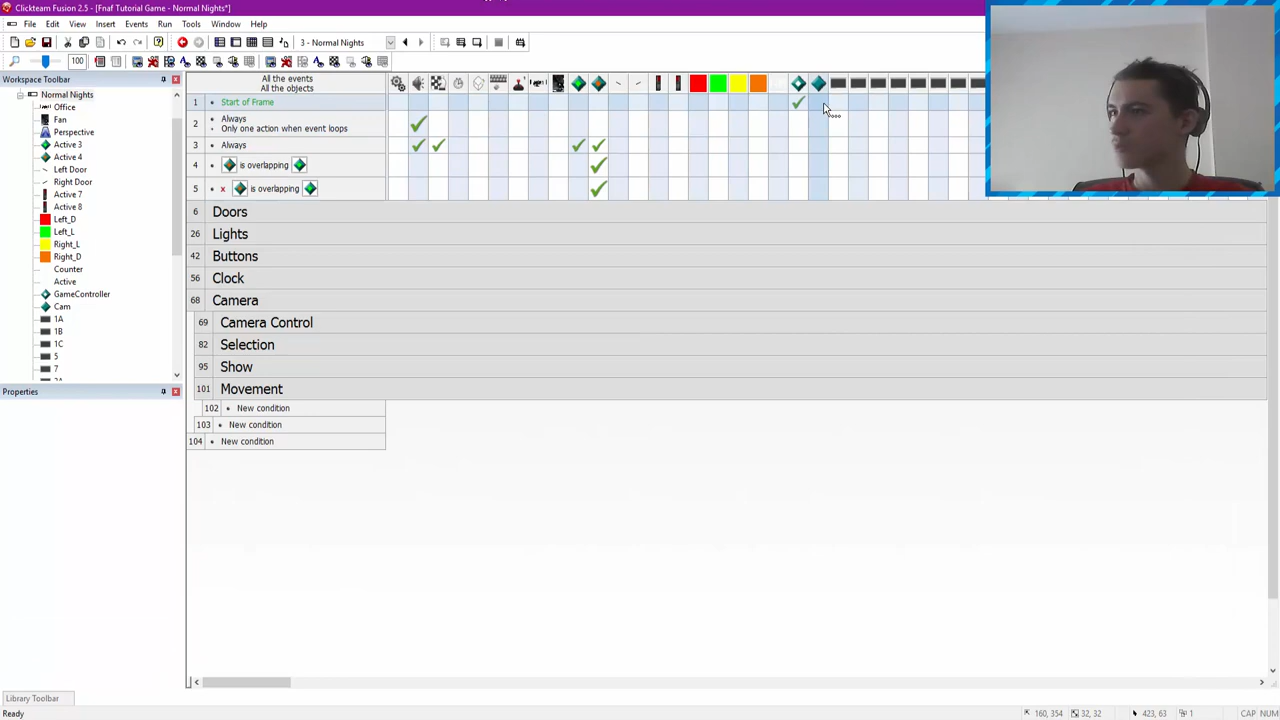 Clickteam Fusion 2.5 - [Fnaf Tutorial Game - Normal Nights*]
File Edit View Insert Events Run Tools Window Help
3 - Normal Nights
100
Workspace Toolbar
Normal Nights
Office
Fan
Perspective
Active 3
Active 4
Left Door
Right Door
Active 7
Active 8
Left_D
Left_L
Right_L
Right_D
Counter
Active
GameController
Cam
1A
1B
1C
5
7
Properties
Library Toolbar
Ready
All the events
All the objects
1 • Start of Frame
2 • Always
• Only one action when event loops
3 • Always
4 • is overlapping
5 • x is overlapping
6 Doors
26 Lights
42 Buttons
56 Clock
68 Camera
69 Camera Control
82 Selection
95 Show
101 Movement
102 • New condition
103 • New condition
104 • New condition
160, 354 32, 32 423, 63 1 CAP NUM